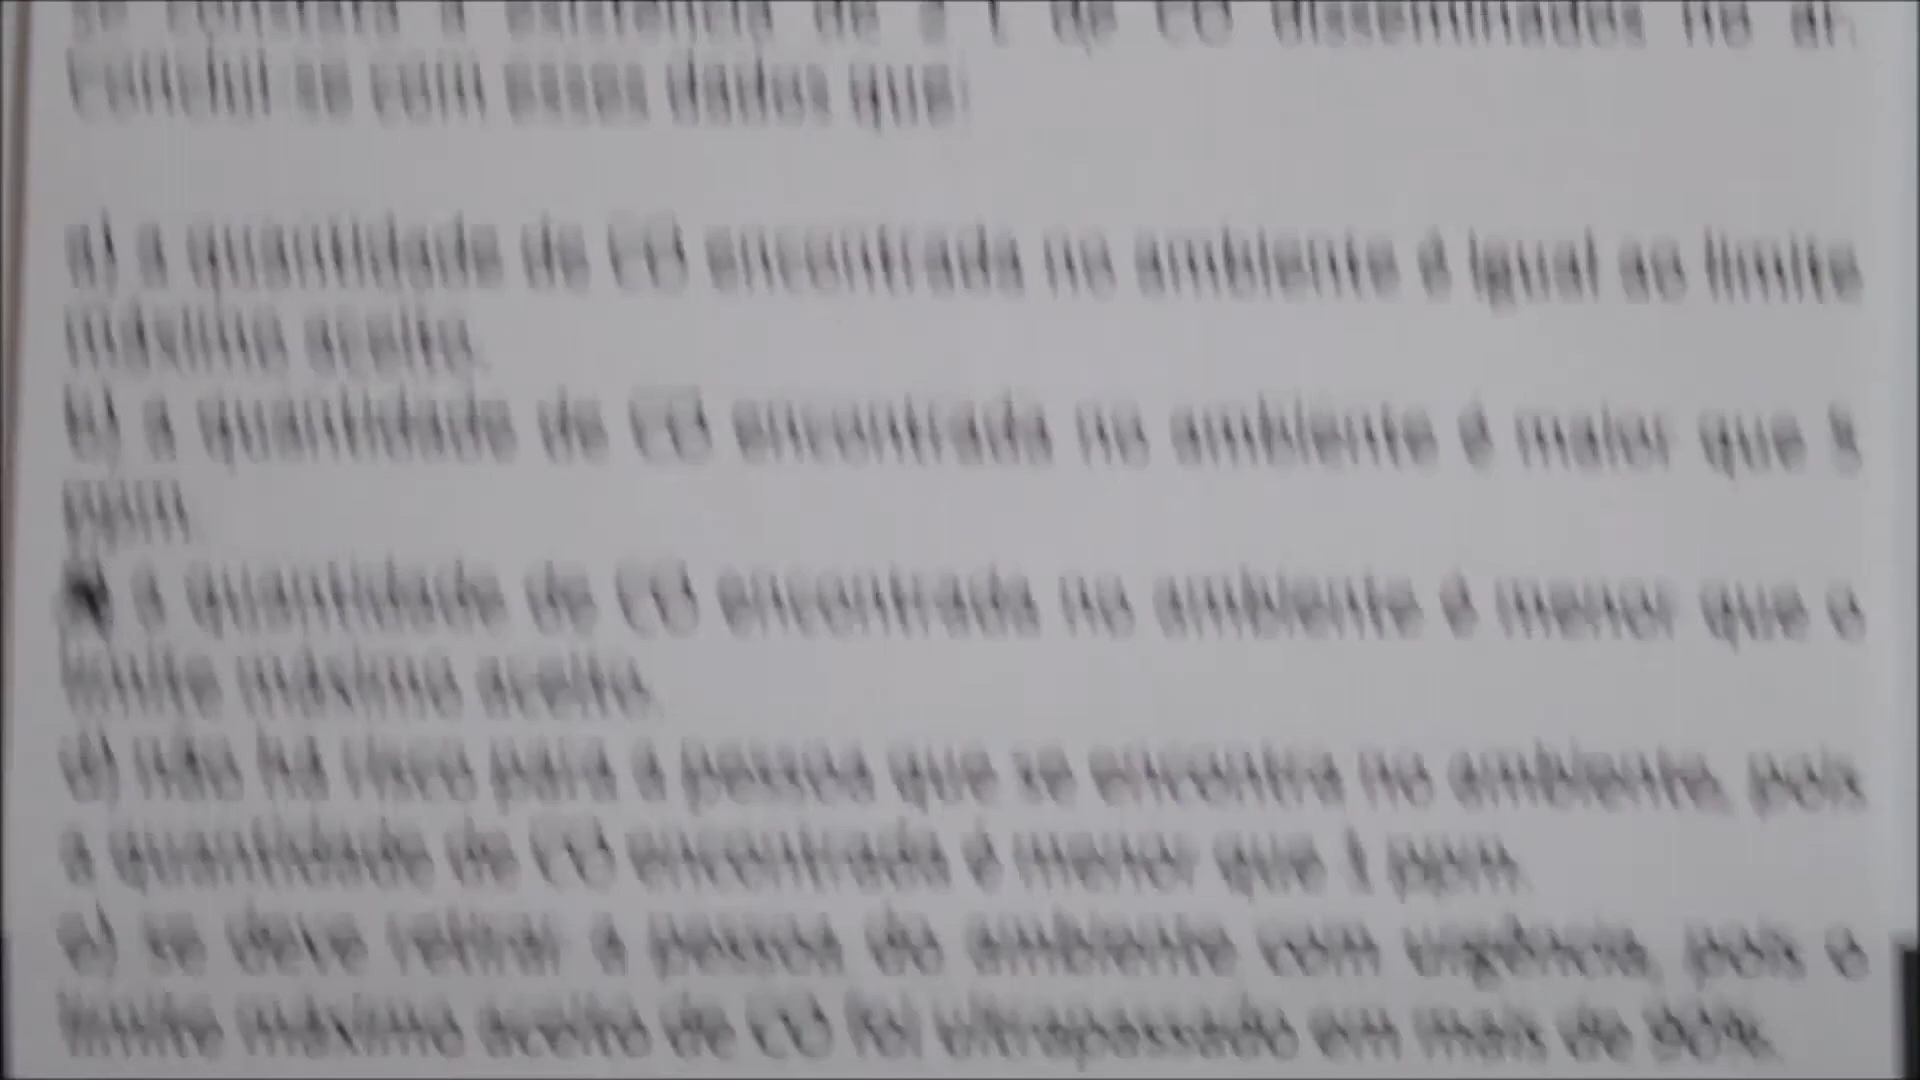 se constata a existência de 2 L de CO disseminados no ar.
Conclui-se com esses dados que:
a) a quantidade de CO encontrada no ambiente é igual ao limite
máximo aceito.
b) a quantidade de CO encontrada no ambiente é maior que
ppm.
a quantidade de CO encontrada no ambiente é menor que o
limite máximo aceito.
d) não há risco para a pessoa que se encontra no ambiente, pois
a quantidade de CO encontrada é menor que 1 ppm.
e) se deve retirar a pessoa do ambiente com urgência, pois o
limite máximo aceito de CO foi ultrapassado em mais de